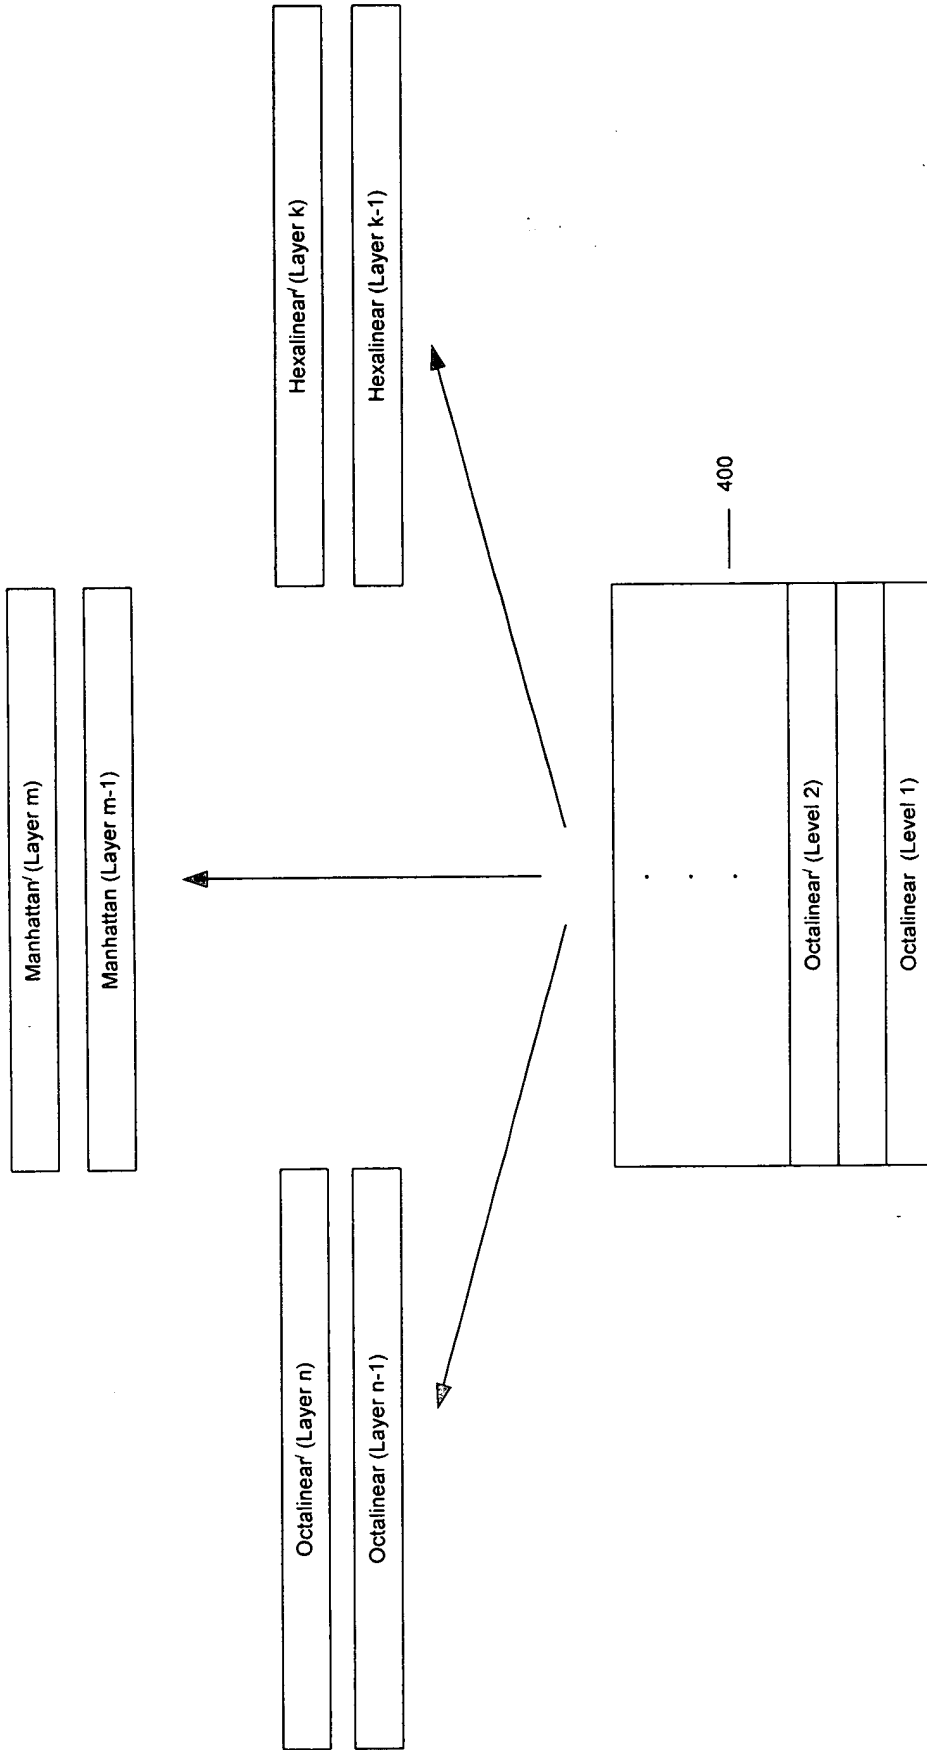 Manhattan′ (Layer m)
Manhattan (Layer m-1)
Octalinear′ (Layer n)
Octalinear (Layer n-1)
Hexalinear′ (Layer k)
Hexalinear (Layer k-1)
400
Octalinear′ (Level 2)
Octalinear (Level 1)